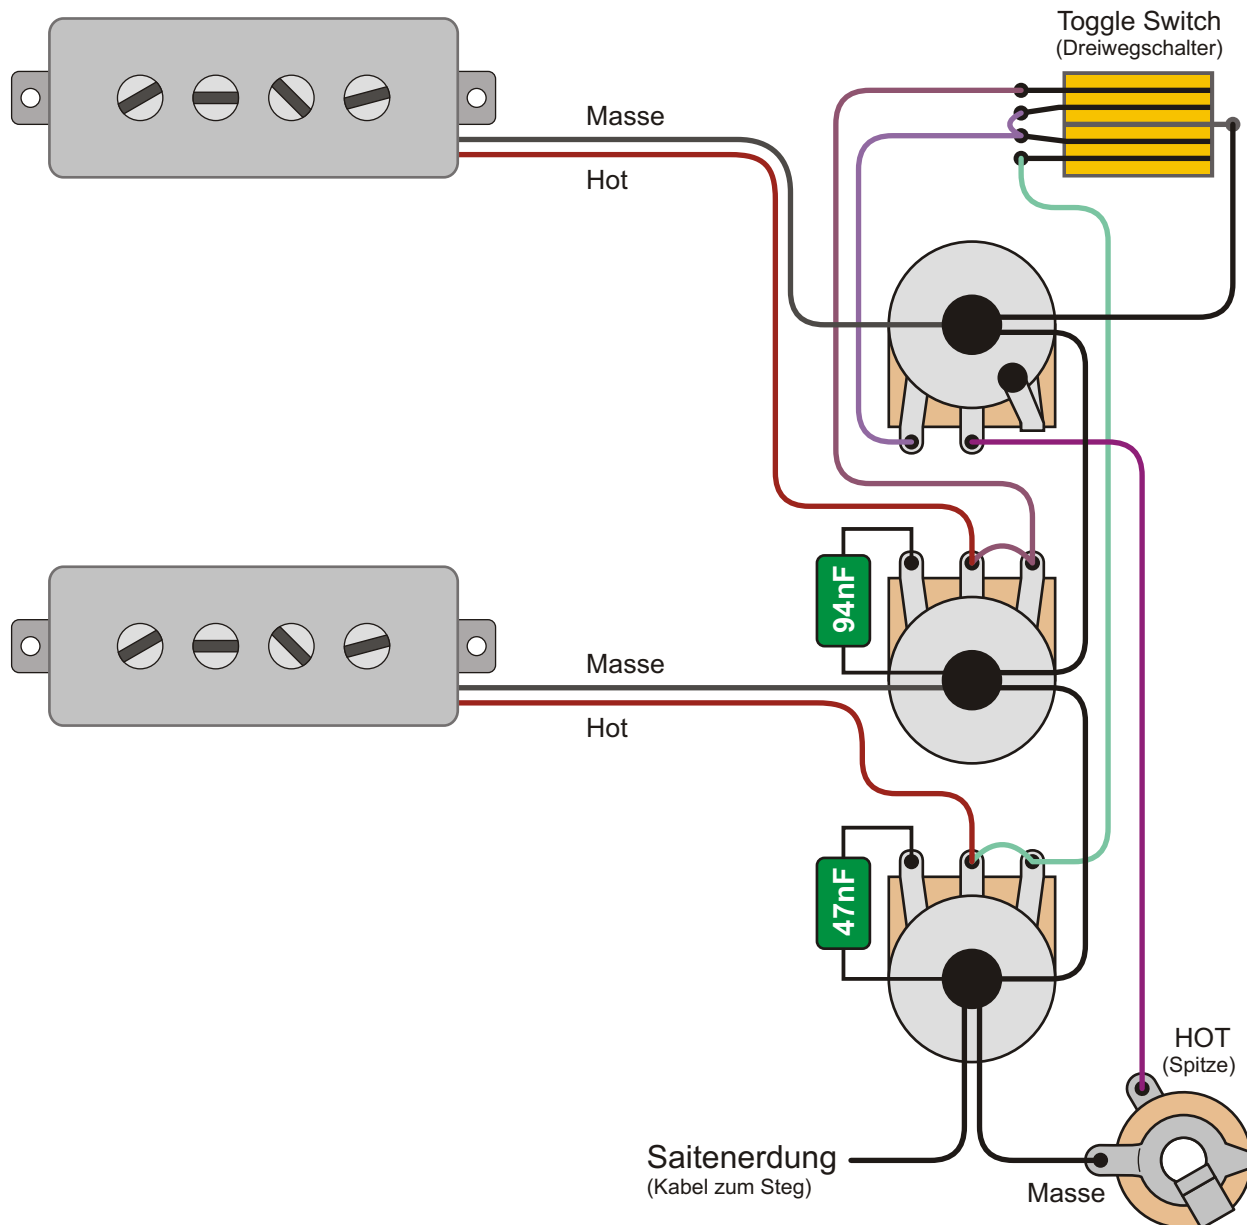 Toggle Switch
(Dreiwegschalter)
Masse
Hot
94nF
Masse
Hot
47nF
HOT
(Spitze)
Saitenerdung
(Kabel zum Steg)
Masse